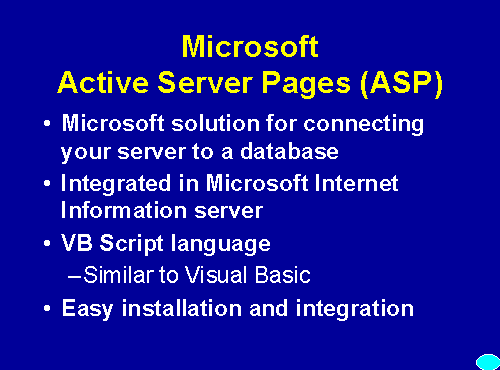 Microsoft
Active Server Pages (ASP)
• Microsoft solution for connecting
your server to a database
• Integrated in Microsoft Internet
Information server
• VB Script language
–Similar to Visual Basic
• Easy installation and integration